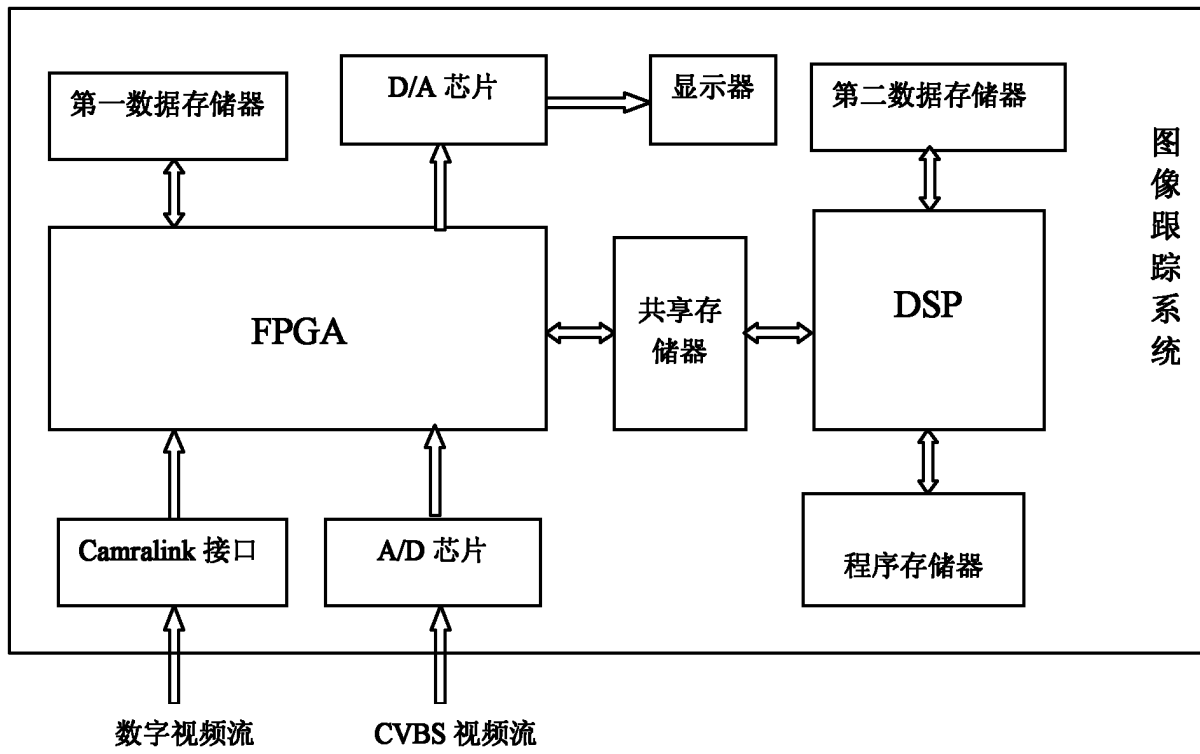 D/A 芯片
显示器
第一数据存储器
第二数据存储器
图
像
跟
踪
系
统
FPGA
共享存
储器
DSP
Camralink 接口
A/D 芯片
程序存储器
数字视频流
CVBS 视频流